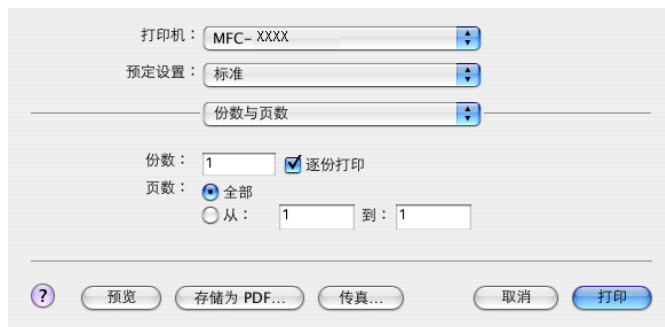 打印机： MFC- XXXX
预定设置： 标准
份数与页数
份数： 1 逐份打印
页数： 全部
从： 1 到： 1
? 预览 存储为 PDF... 传真... 取消 打印